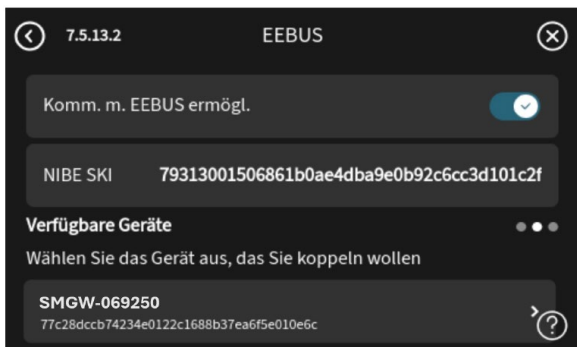 7.5.13.2 EEBUS
Komm. m. EEBUS ermögl.
NIBE SKI 79313001506861b0ae4dba9e0b92c6cc3d101c2f
Verfügbare Geräte
Wählen Sie das Gerät aus, das Sie koppeln wollen
SMGW-069250
77c28dccb74234e0122c1688b37ea6f5e010e6c
?